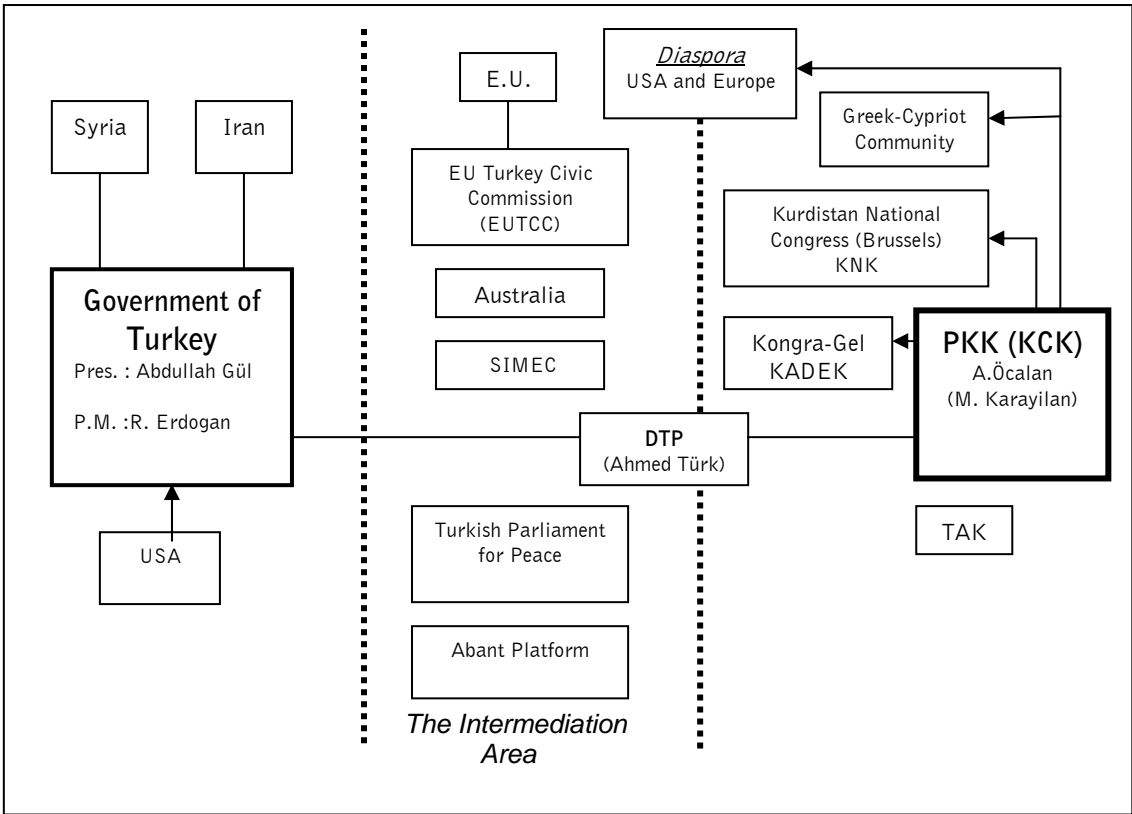 Diaspora
USA and Europe
E.U.
Greek-Cypriot
Community
Syria
Iran
EU Turkey Civic
Commission
(EUTCC)
Kurdistan National
Congress (Brussels)
KNK
Government of
Turkey
Pres. : Abdullah Gül
P.M. :R. Erdogan
Australia
SIMEC
Kongra-Gel
KADEK
PKK (KCK)
A.Öcalan
(M. Karayilan)
DTP
(Ahmed Türk)
USA
Turkish Parliament
for Peace
TAK
Abant Platform
The Intermediation
Area